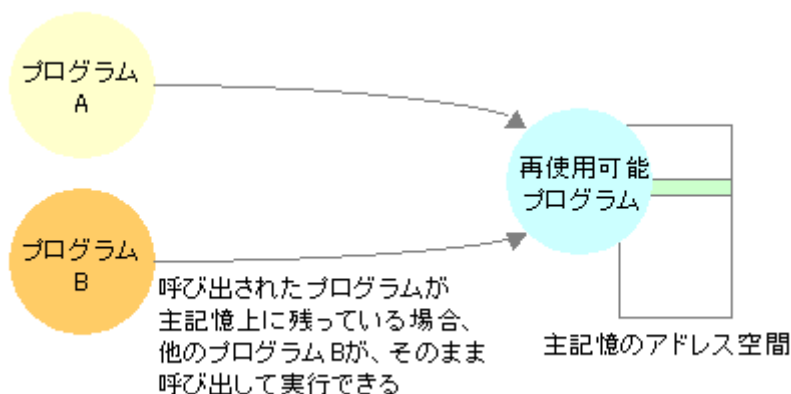 プログラム
A
再使用可能
プログラム
プログラム
B
呼び出されたプログラムが
主記憶上に残っている場合、
他のプログラムBが、そのまま
呼び出して実行できる
主記憶のアドレス空間